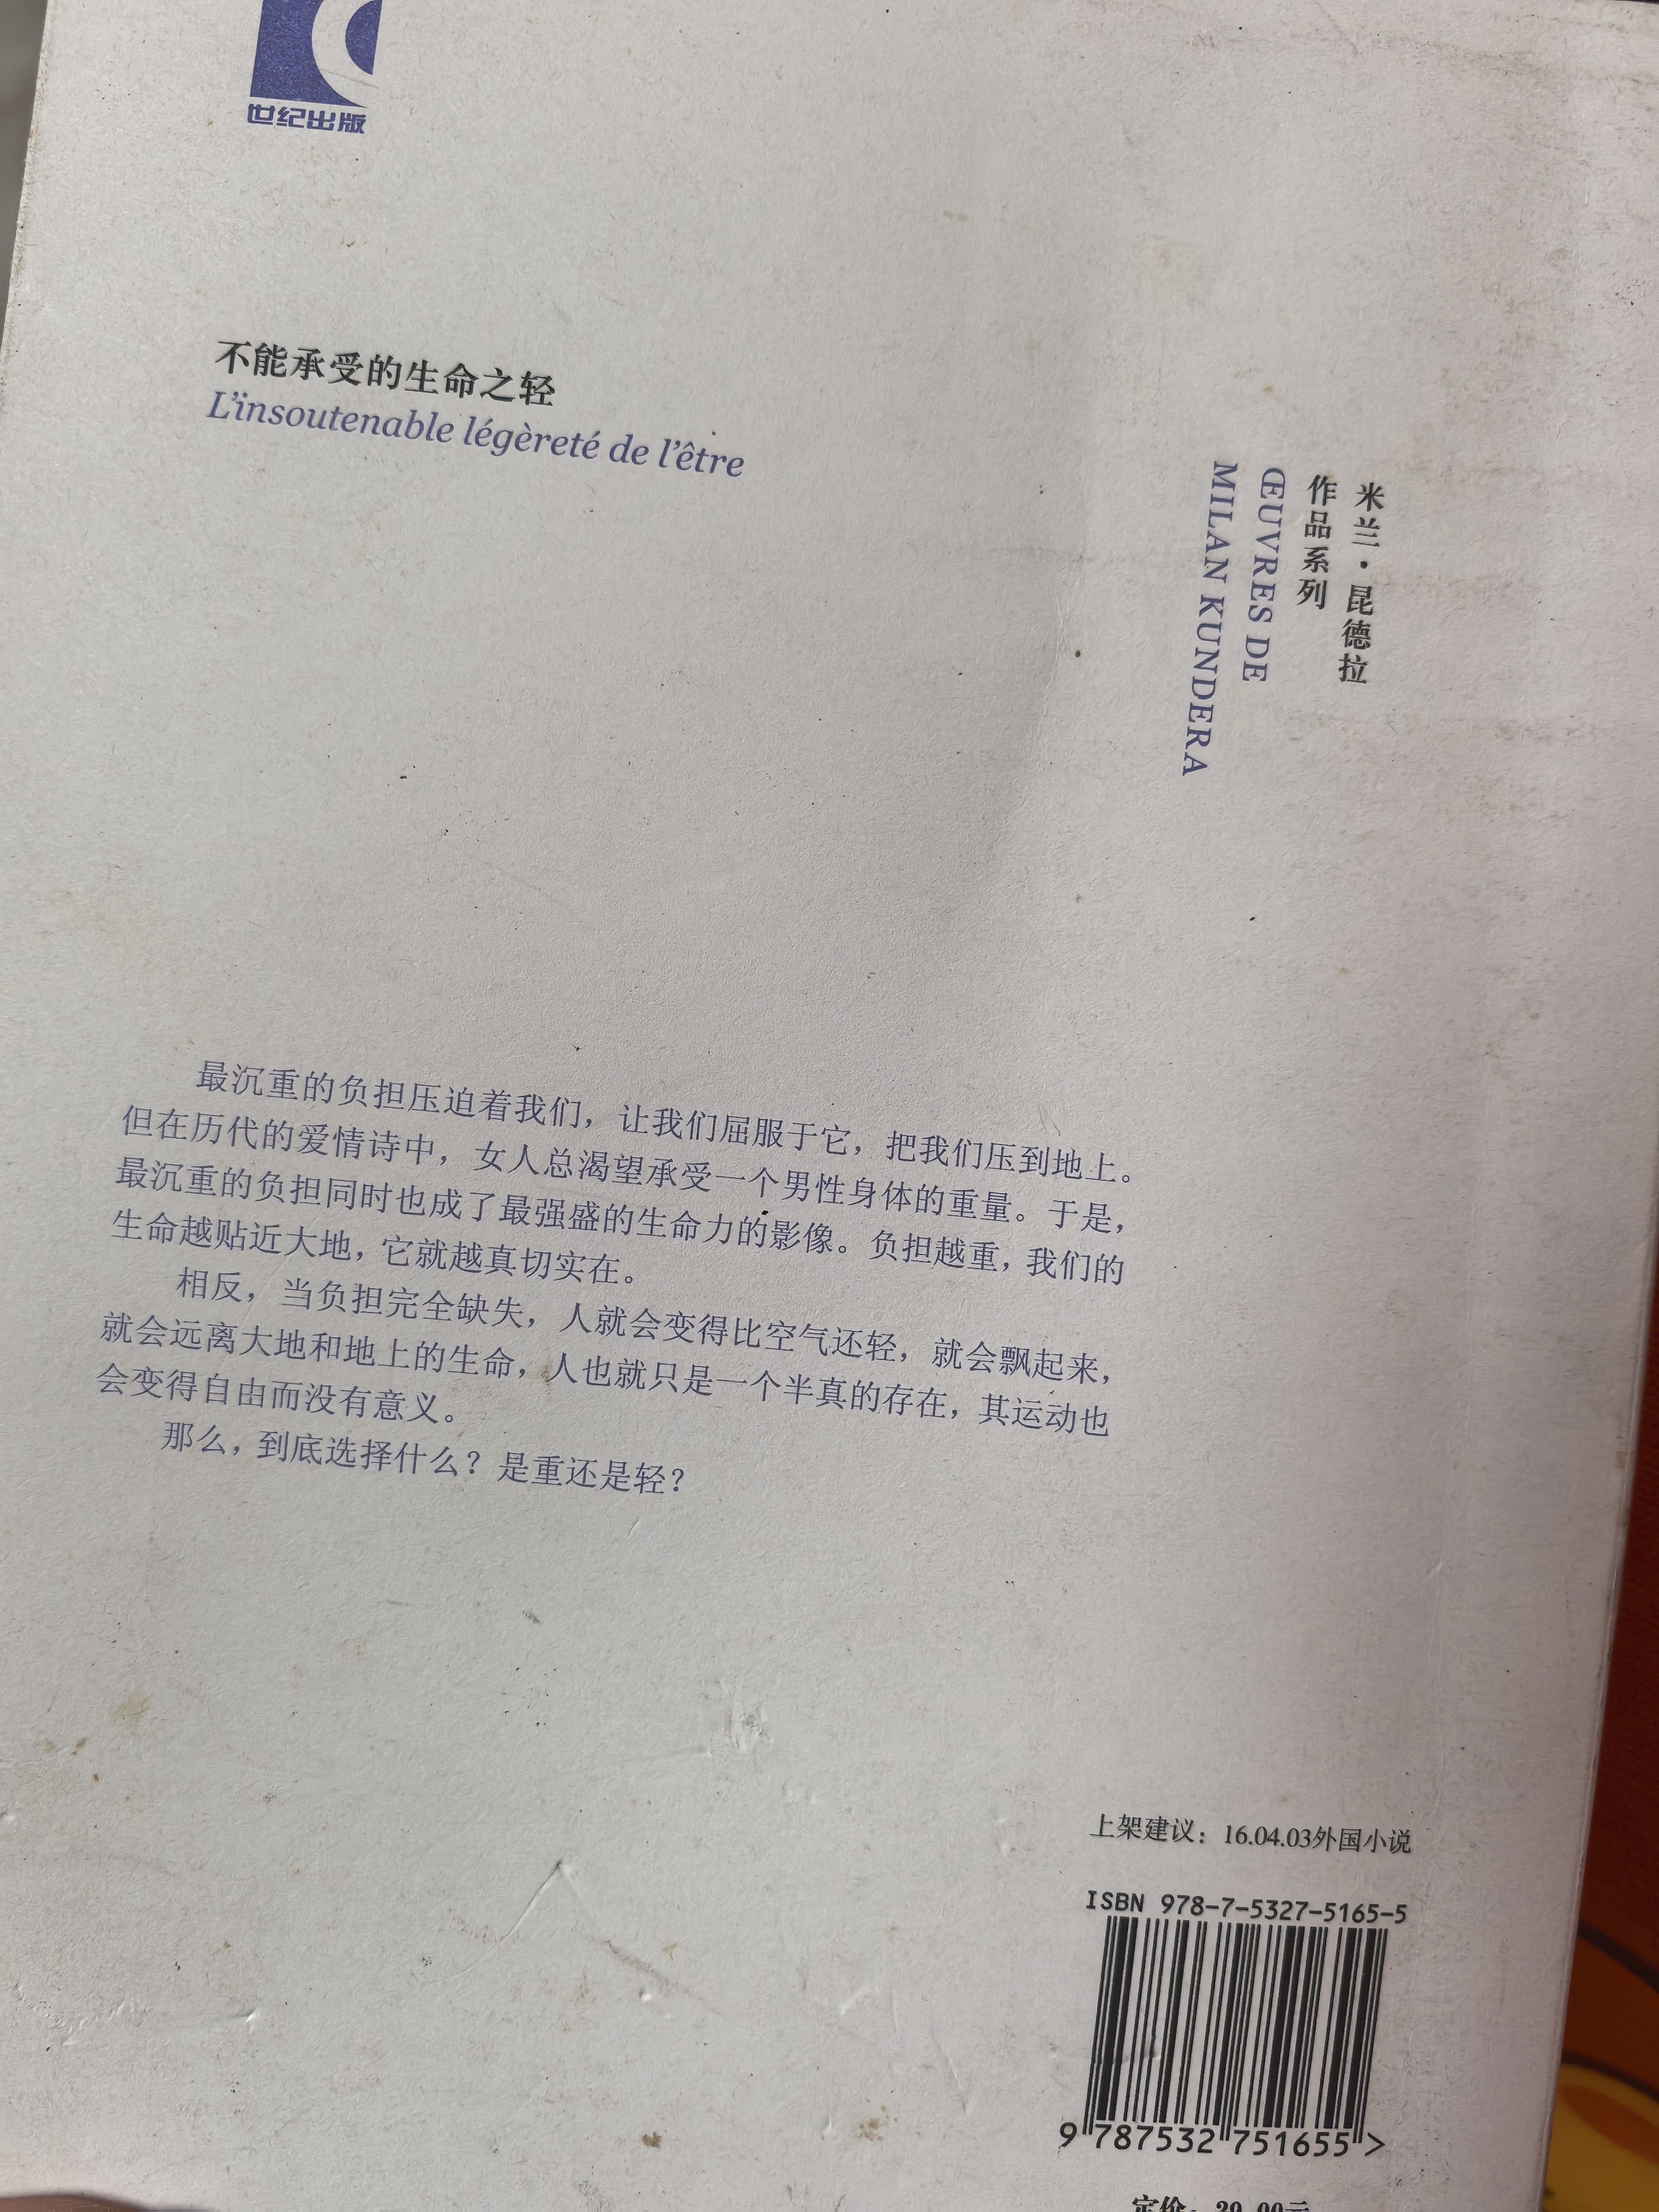 世纪出版
不能承受的生命之轻
L'insoutenable légèreté de l'être
米兰·昆德拉
作品系列
ŒUVRES DE
MILAN KUNDERA
最沉重的负担压迫着我们，让我们屈服于它，把我们压到地上。
但在历代的爱情诗中，女人总渴望承受一个男性身体的重量。于是，
最沉重的负担同时也成了最强盛的生命力的影像。负担越重，我们的
生命越贴近大地，它就越真切实在。
相反，当负担完全缺失，人就会变得比空气还轻，就会飘起来，
就会远离大地和地上的生命，人也就只是一个半真的存在，其运动也
会变得自由而没有意义。
那么，到底选择什么？是重还是轻？
上架建议：16.04.03外国小说
ISBN 978-7-5327-5165-5
9 787532 751655 >
定价：